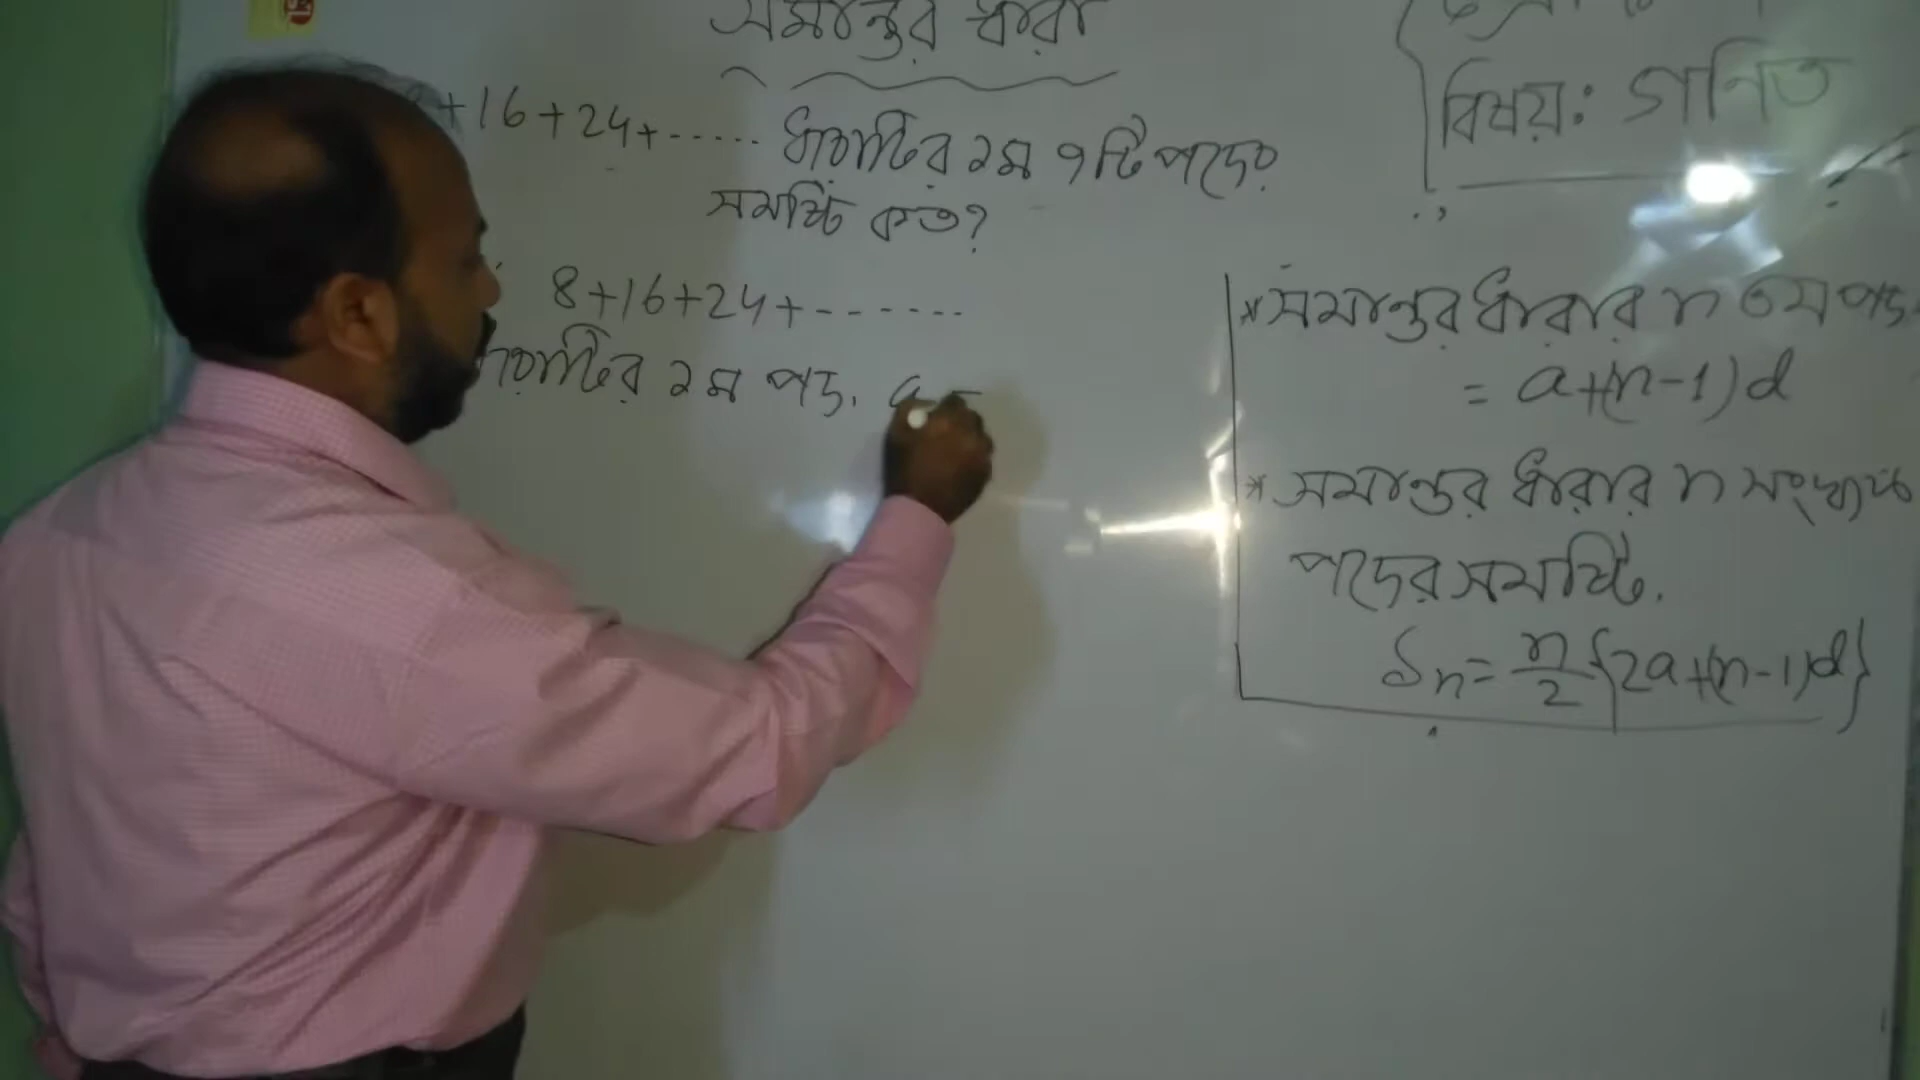 সমান্তর ধারা
বিষয়: গণিত
+16+24+..... ধারাটির ১ম ৭টি পদের
সমষ্টি কত?
8+16+24+-------
ধারাটির ১ম পদ, a =
*সমান্তর ধারার n তম পদ
= a+(n-1)d
*সমান্তর ধারার n সংখ্যক
পদের সমষ্টি,
Sn = n/2{2a+(n-1)d}